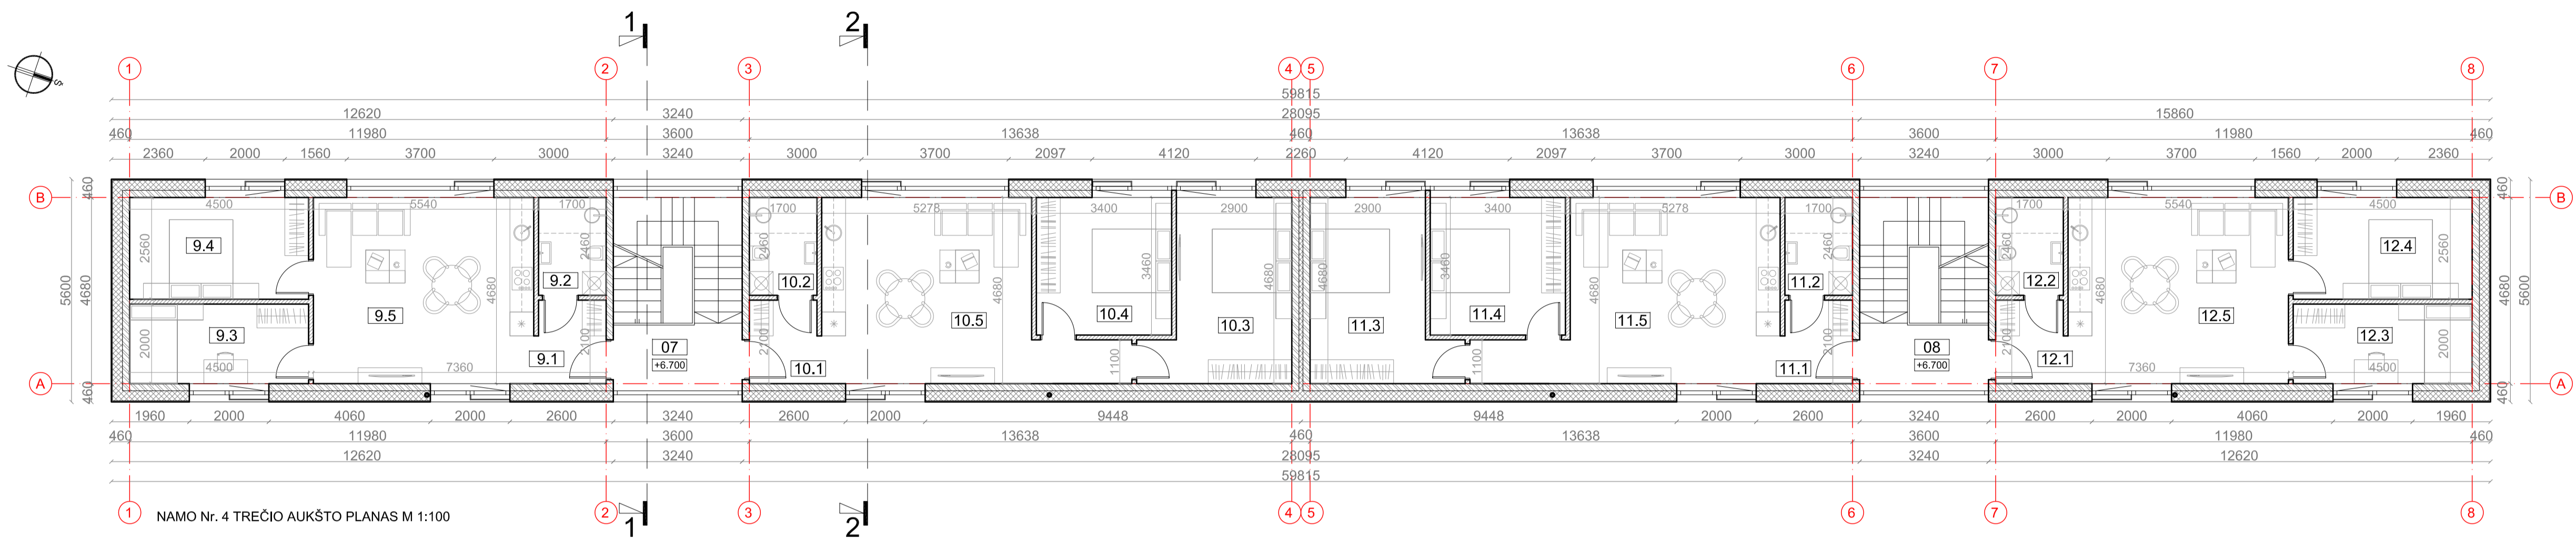 1 2
Š
1 2 3 4 5 6 7 8
59815
12620 3240 28095 15860
460 11980 3600 13638 460 13638 3600 11980 460
2360 2000 1560 3700 3000 3240 3000 3700 2097 4120 2260 4120 2097 3700 3000 3240 3000 3700 1560 2000 2360
460 460
B B
4500 5540 1700 1700 5278 3400 2900 2900 3400 5278 1700 1700 5540 4500
9.4 2560 2460 2460 2460 2460 12.4 2560
9.2 10.2 3460 3460 11.2 12.2
5600 4680 4680 4680 4680 4680 4680 4680 4680 5600
9.5 10.5 10.4 10.3 11.3 11.4 11.5 12.5
9.3 2000 2100 2100 2100 2100 12.3 2000
07 08
9.1 10.1 1100 1100 11.1 12.1
+6.700 +6.700
4500 7360 7360 4500
A A
460 460
1960 2000 4060 2000 2600 3240 2600 2000 9448 9448 2000 2600 3240 2600 2000 4060 2000 1960
460 11980 3600 13638 460 13638 3600 11980 460
12620 3240 28095 3240 12620
59815
1 2 3 4 5 6 7 8
NAMO Nr. 4 TREČIO AUKŠTO PLANAS M 1:100
1 2